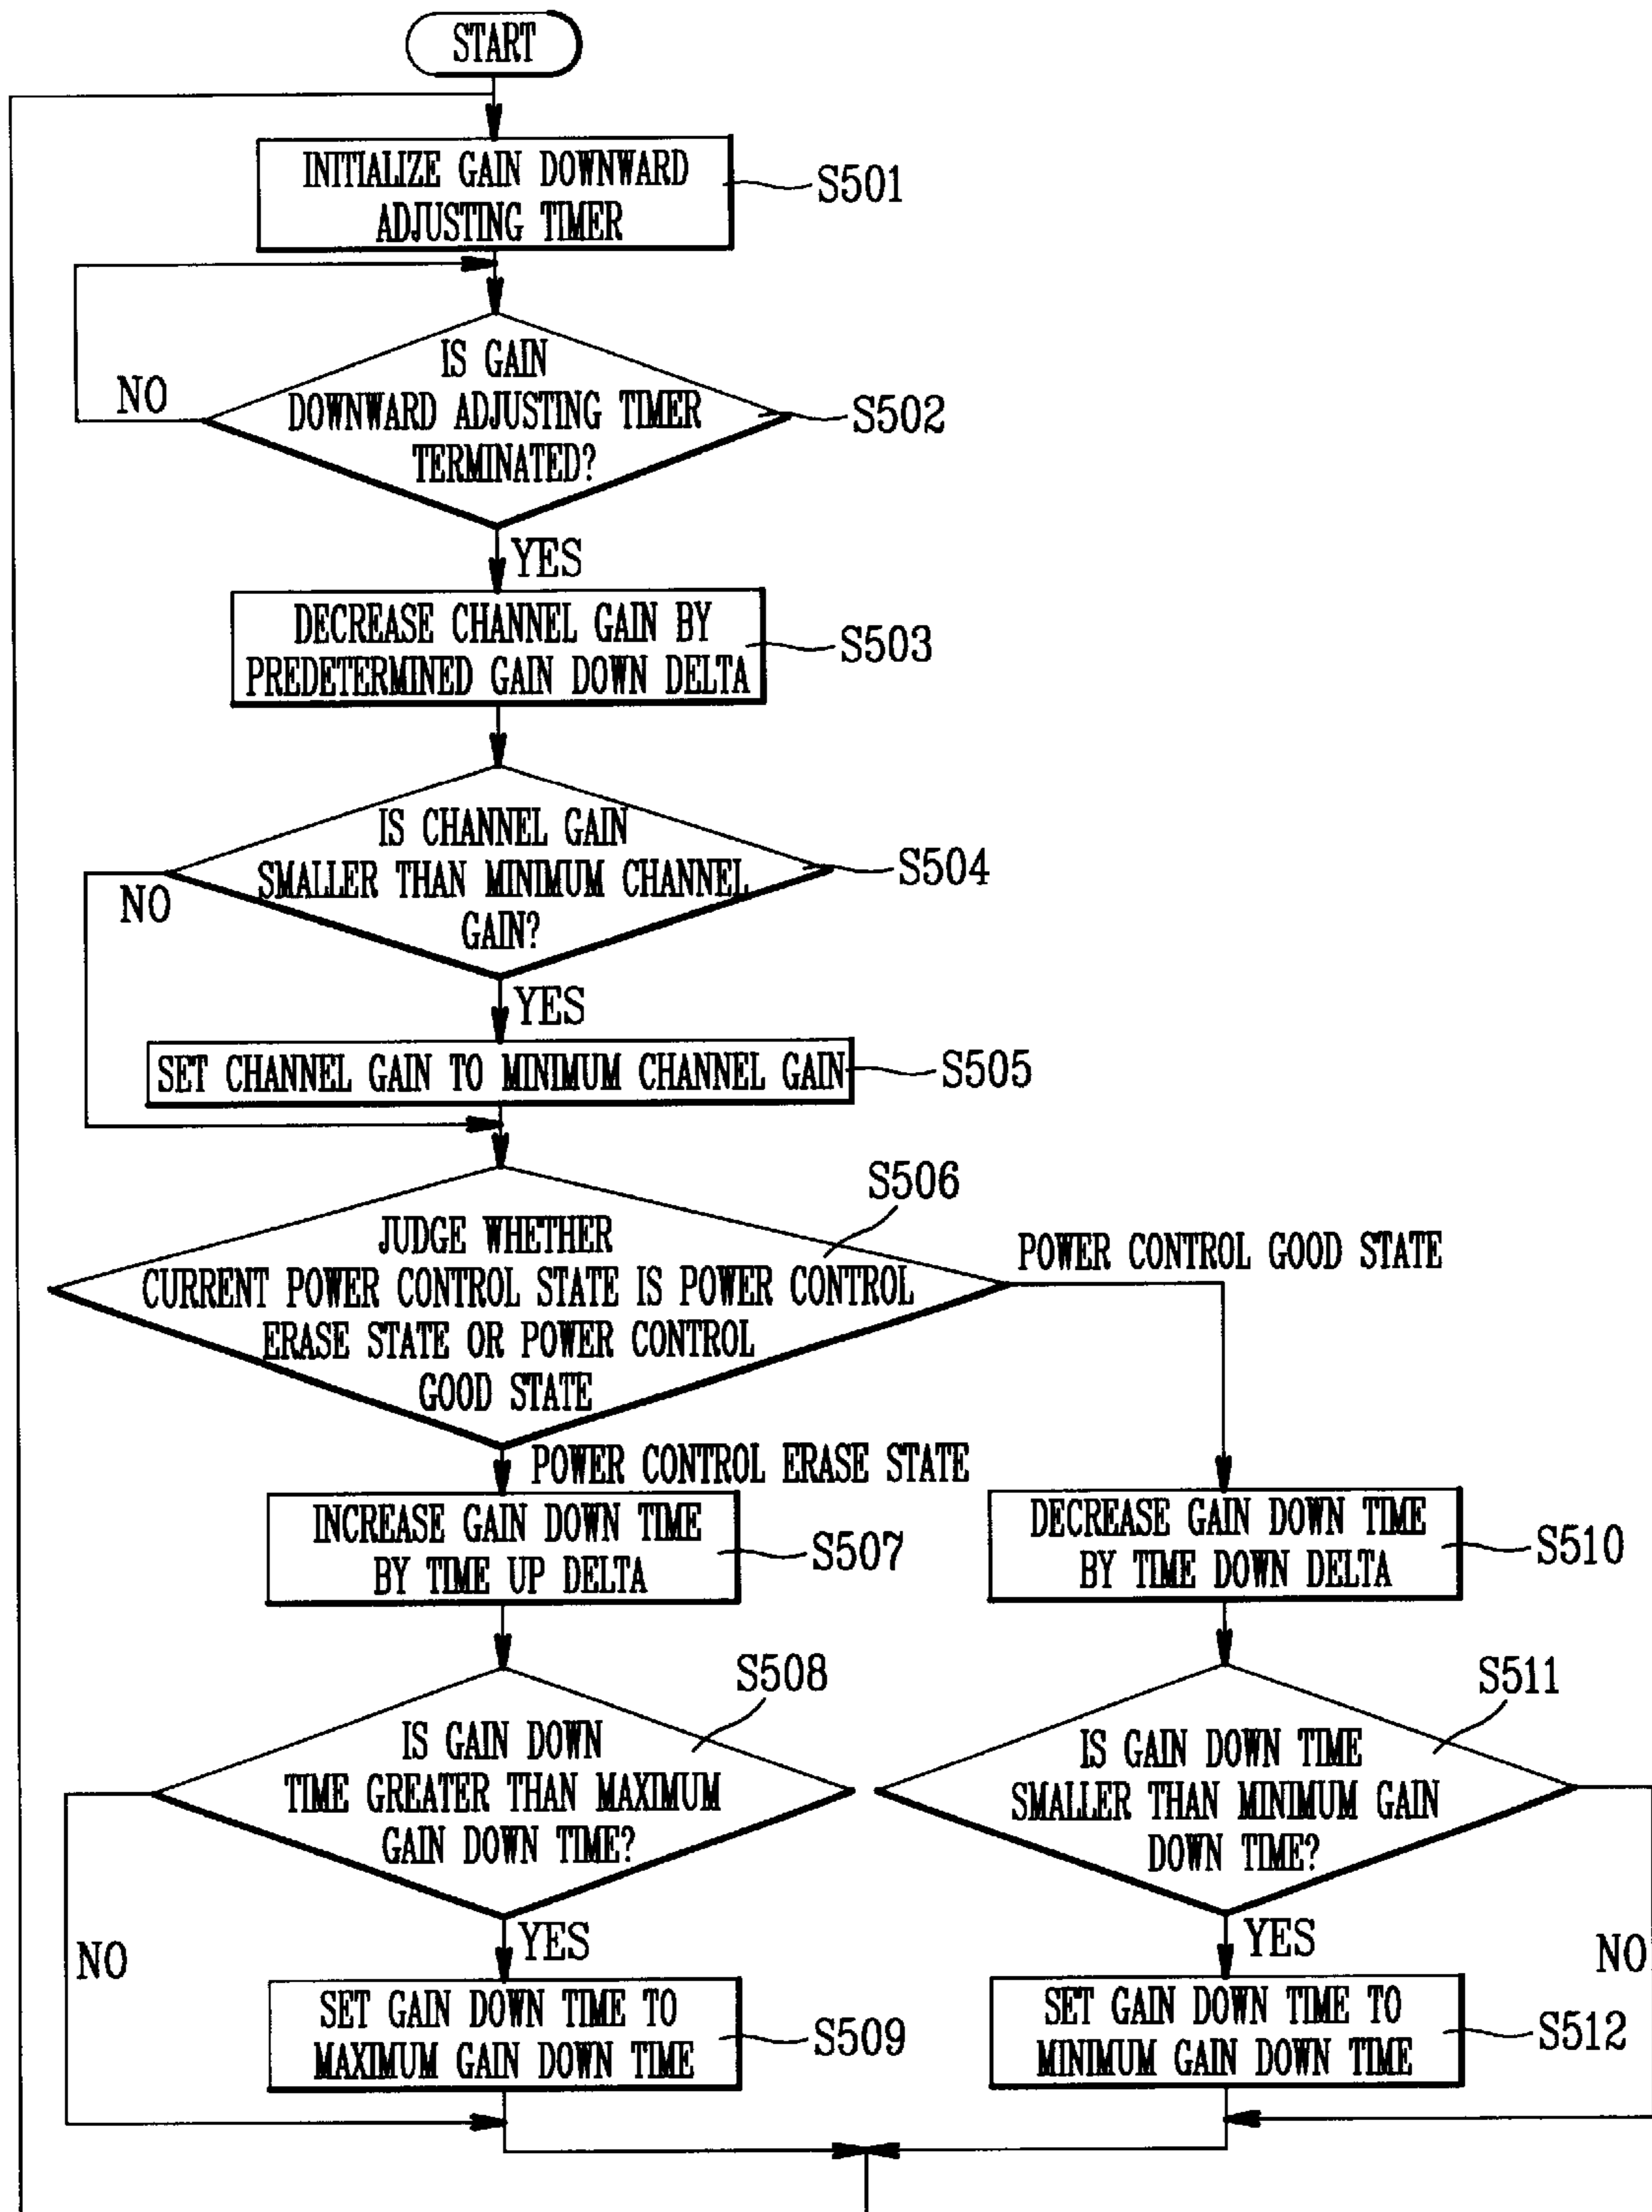 START
INITIALIZE GAIN DOWNWARD
ADJUSTING TIMER
S501
IS GAIN
DOWNWARD ADJUSTING TIMER
TERMINATED?
S502
NO
YES
DECREASE CHANNEL GAIN BY
PREDETERMINED GAIN DOWN DELTA
S503
IS CHANNEL GAIN
SMALLER THAN MINIMUM CHANNEL
GAIN?
S504
NO
YES
SET CHANNEL GAIN TO MINIMUM CHANNEL GAIN
S505
S506
JUDGE WHETHER
CURRENT POWER CONTROL STATE IS POWER CONTROL
ERASE STATE OR POWER CONTROL
GOOD STATE
POWER CONTROL GOOD STATE
POWER CONTROL ERASE STATE
INCREASE GAIN DOWN TIME
BY TIME UP DELTA
S507
DECREASE GAIN DOWN TIME
BY TIME DOWN DELTA
S510
S508
IS GAIN DOWN
TIME GREATER THAN MAXIMUM
GAIN DOWN TIME?
S511
IS GAIN DOWN TIME
SMALLER THAN MINIMUM GAIN
DOWN TIME?
NO
YES
YES
NO
SET GAIN DOWN TIME TO
MAXIMUM GAIN DOWN TIME
S509
SET GAIN DOWN TIME TO
MINIMUM GAIN DOWN TIME
S512